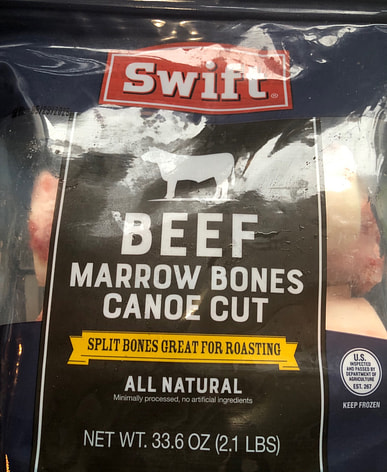 Swift
BEEF
MARROW BONES
CANOE CUT
SPLIT BONES GREAT FOR ROASTING
ALL NATURAL
Minimally processed, no artificial ingredients
U.S.
INSPECTED
AND PASSED BY
DEPARTMENT OF
AGRICULTURE
EST. 267
KEEP FROZEN
NET WT. 33.6 OZ (2.1 LBS)